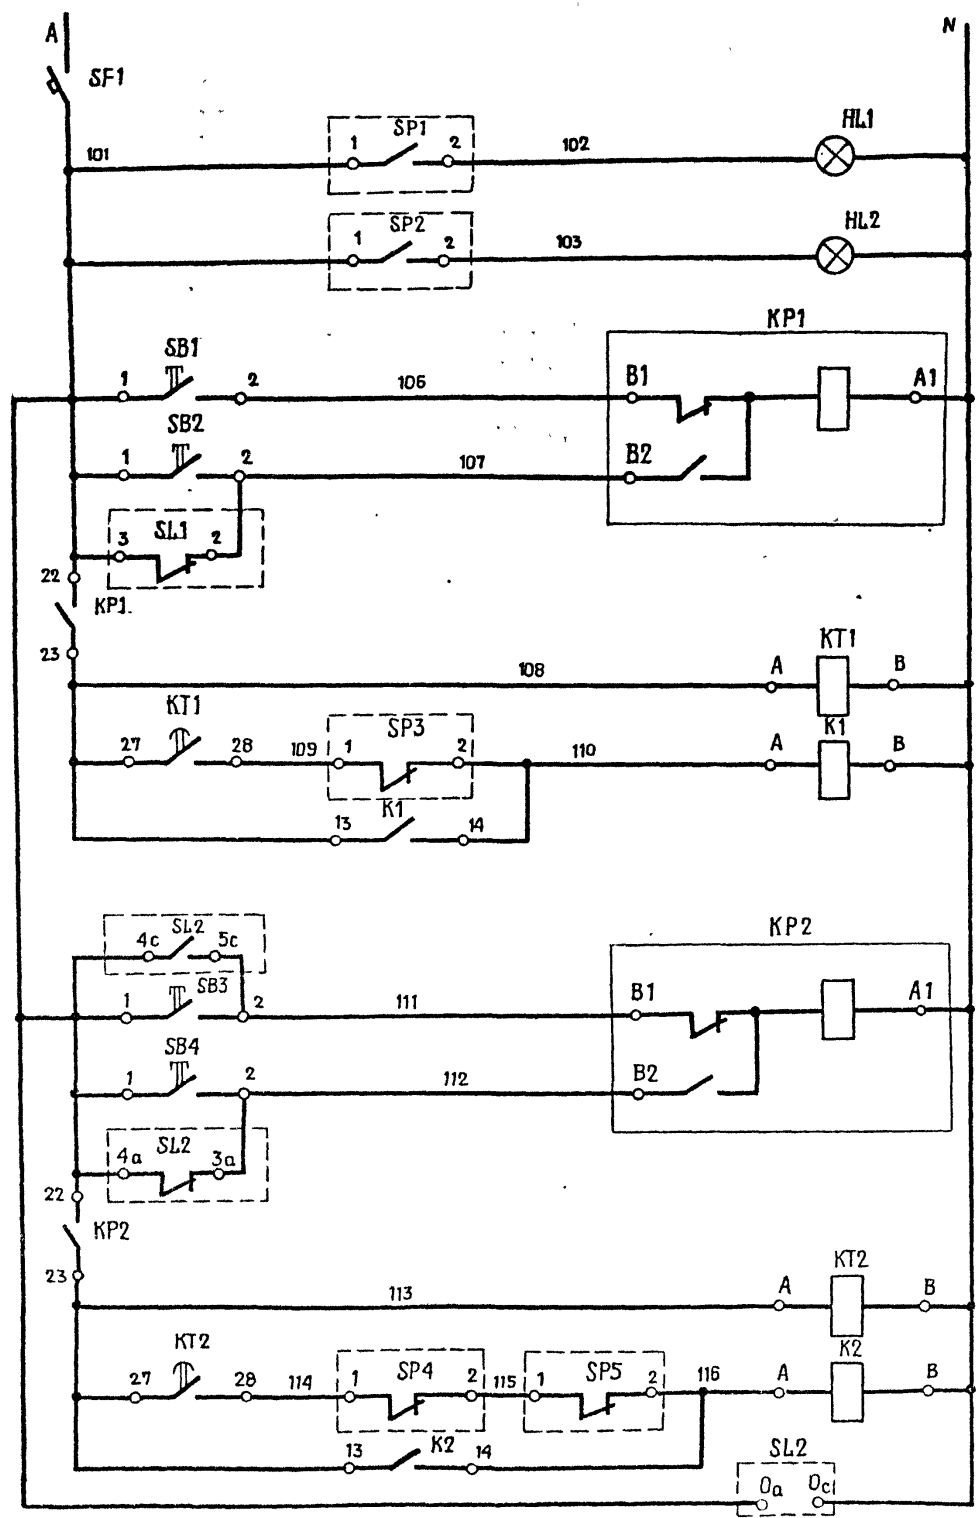 A N
SF1
SP1 HL1
101 1 2 102
SP2 HL2
1 2 103
KP1
SB1
1 2 106 B1 A1
SB2
1 2 107 B2
SL1
3 2
22
KP1
23
108 A KT1 B
KT1 SP3 K1
27 28 109 1 2 110 A B
K1
13 14
SL2
4c 5c
KP2
SB3
1 2 111 B1 A1
SB4
1 2 112 B2
SL2
4a 3a
22
KP2
23
KT2
113 A B
KT2 SP4 SP5 K2
27 28 114 1 2 115 1 2 116 A B
K2
13 14
SL2
0a 0c